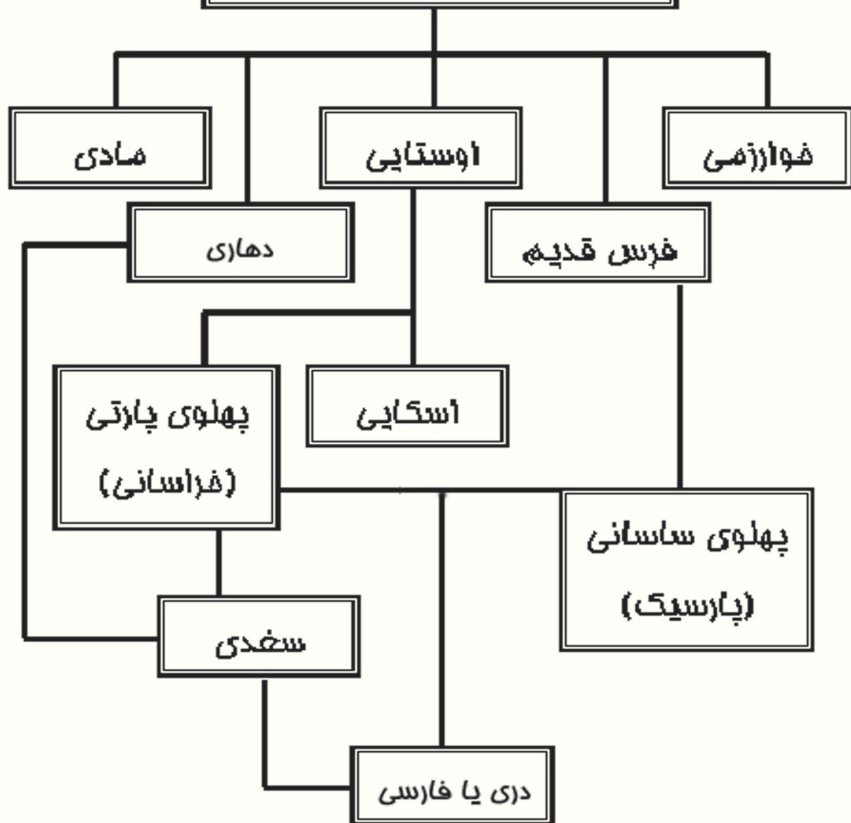 خوارزمی
اوستایی
مادی
فرس قدیم
دهاری
اسکایی
پهلوی پارتی
(خراسانی)
پهلوی ساسانی
(پارسیک)
سغدی
دری یا فارسی